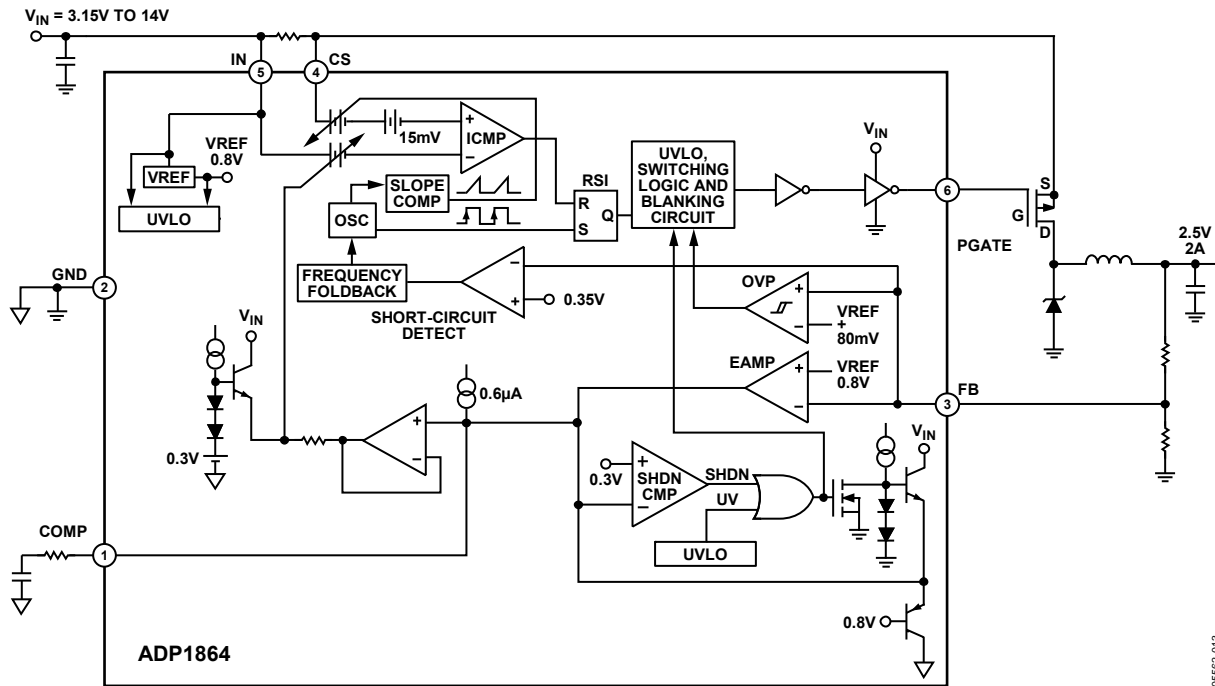 VIN = 3.15V TO 14V
IN
CS
5
4
15mV
ICMP
+
−
VREF
0.8V
VREF
UVLO
SLOPE
COMP
OSC
RSI
R
S
Q
UVLO,
SWITCHING
LOGIC AND
BLANKING
CIRCUIT
VIN
6
PGATE
S
G
D
2.5V
2A
GND
2
FREQUENCY
FOLDBACK
−
+
0.35V
SHORT-CIRCUIT
DETECT
OVP
+
−
VREF
+
80mV
EAMP
+
−
VREF
0.8V
FB
3
VIN
0.3V
0.6µA
+
−
0.3V
+
−
SHDN
CMP
SHDN
UV
UVLO
VIN
COMP
1
0.8V
ADP1864
05562-013